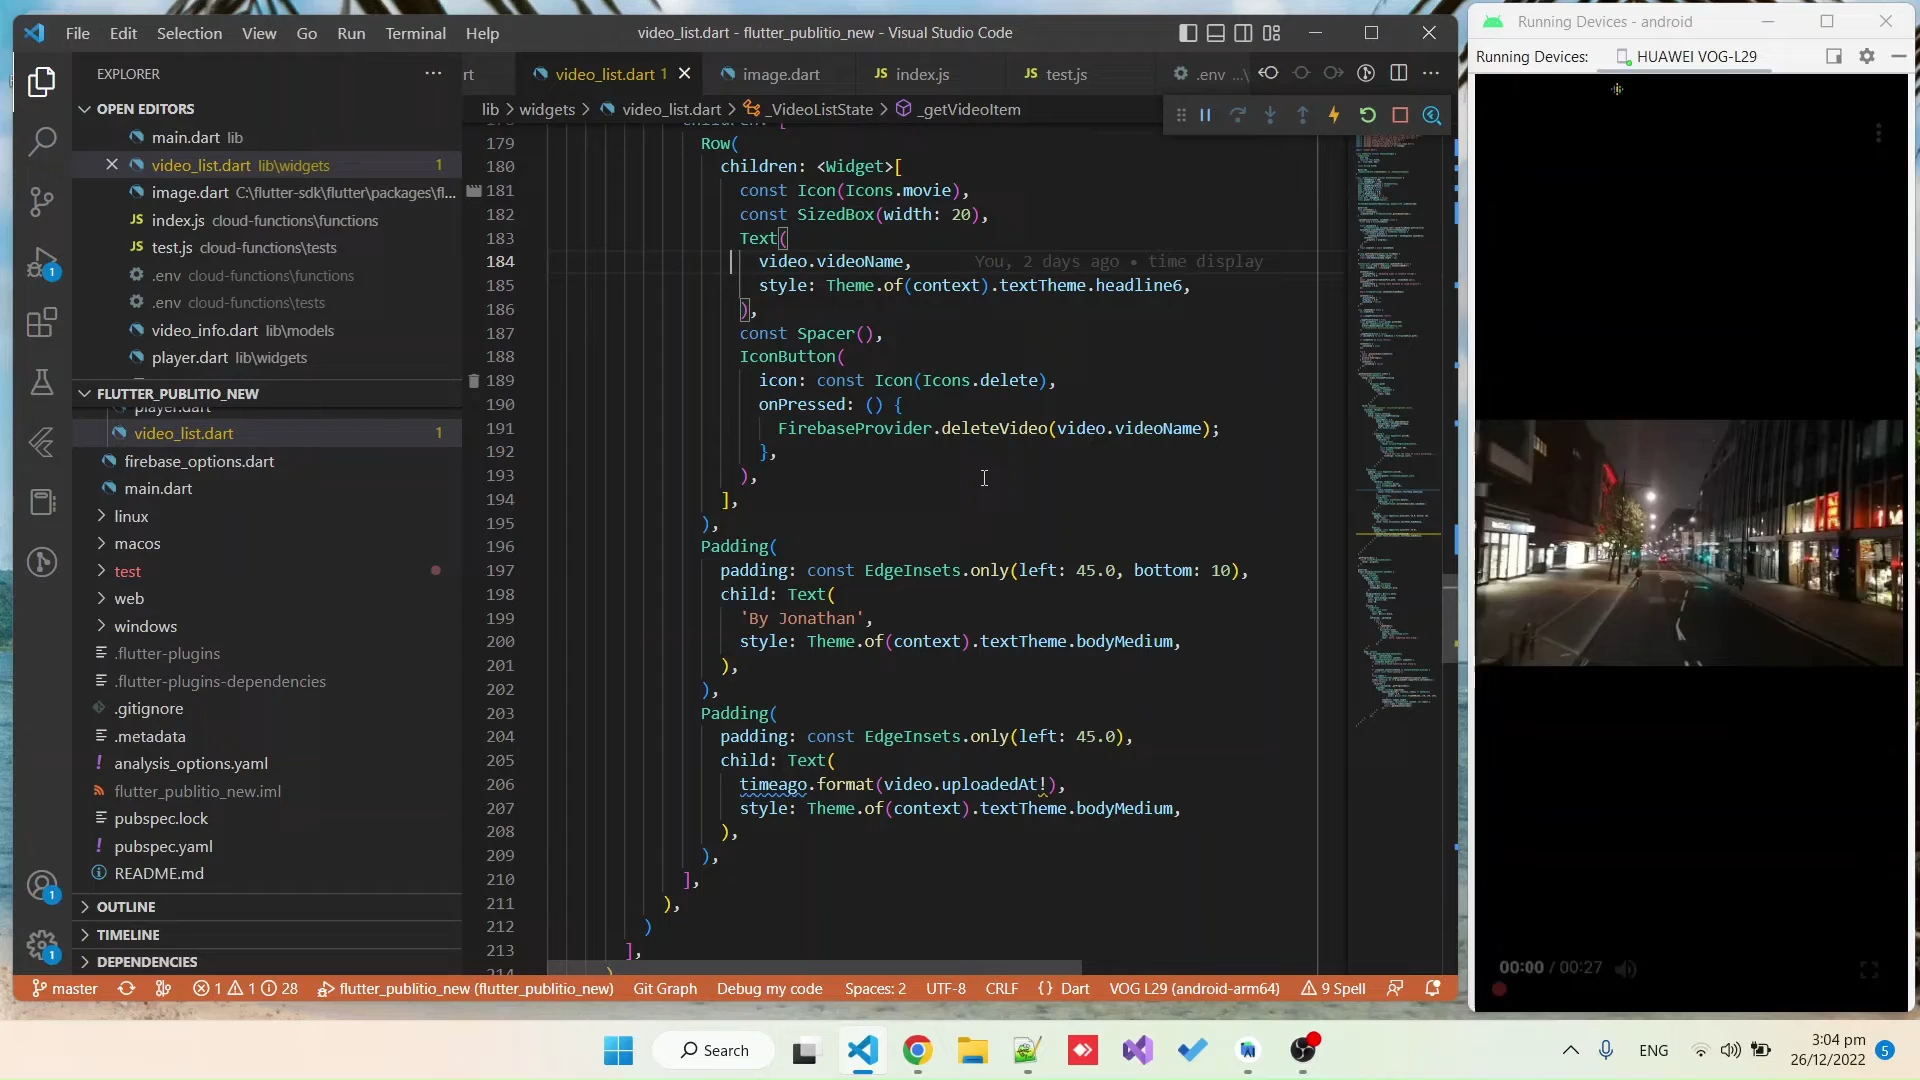 File Edit Selection View Go Run Terminal Help
video_list.dart - flutter_publitio_new - Visual Studio Code
EXPLORER
OPEN EDITORS
main.dart lib
video_list.dart lib\widgets 1
image.dart C:\flutter-sdk\flutter\packages\fl...
index.js cloud-functions\functions
test.js cloud-functions\tests
.env cloud-functions\functions
.env cloud-functions\tests
video_info.dart lib\models
player.dart lib\widgets
FLUTTER_PUBLITIO_NEW
player.dart
video_list.dart 1
firebase_options.dart
main.dart
linux
macos
test
web
windows
.flutter-plugins
.flutter-plugins-dependencies
.gitignore
.metadata
analysis_options.yaml
flutter_publitio_new.iml
pubspec.lock
pubspec.yaml
README.md
OUTLINE
TIMELINE
DEPENDENCIES
1
1
1
rt video_list.dart 1 image.dart JS index.js JS test.js .env ...\
lib > widgets > video_list.dart > _VideoListState > _getVideoItem
179 Row(
180 children: <Widget>[
181 const Icon(Icons.movie),
182 const SizedBox(width: 20),
183 Text(
184 video.videoName, You, 2 days ago • time display
185 style: Theme.of(context).textTheme.headline6,
186 ),
187 const Spacer(),
188 IconButton(
189 icon: const Icon(Icons.delete),
190 onPressed: () {
191 FirebaseProvider.deleteVideo(video.videoName);
192 },
193 ),
194 ],
195 ),
196 Padding(
197 padding: const EdgeInsets.only(left: 45.0, bottom: 10),
198 child: Text(
199 'By Jonathan',
200 style: Theme.of(context).textTheme.bodyMedium,
201 ),
202 ),
203 Padding(
204 padding: const EdgeInsets.only(left: 45.0),
205 child: Text(
206 timeago.format(video.uploadedAt!),
207 style: Theme.of(context).textTheme.bodyMedium,
208 ),
209 ),
210 ],
211 ),
212 )
213 ],
214 )
master 1 1 28 flutter_publitio_new (flutter_publitio_new) Git Graph Debug my code Spaces: 2 UTF-8 CRLF {} Dart VOG L29 (android-arm64) 9 Spell
Running Devices - android
Running Devices: HUAWEI VOG-L29
00:00 / 00:27
Search
ENG
3:04 pm
26/12/2022
5